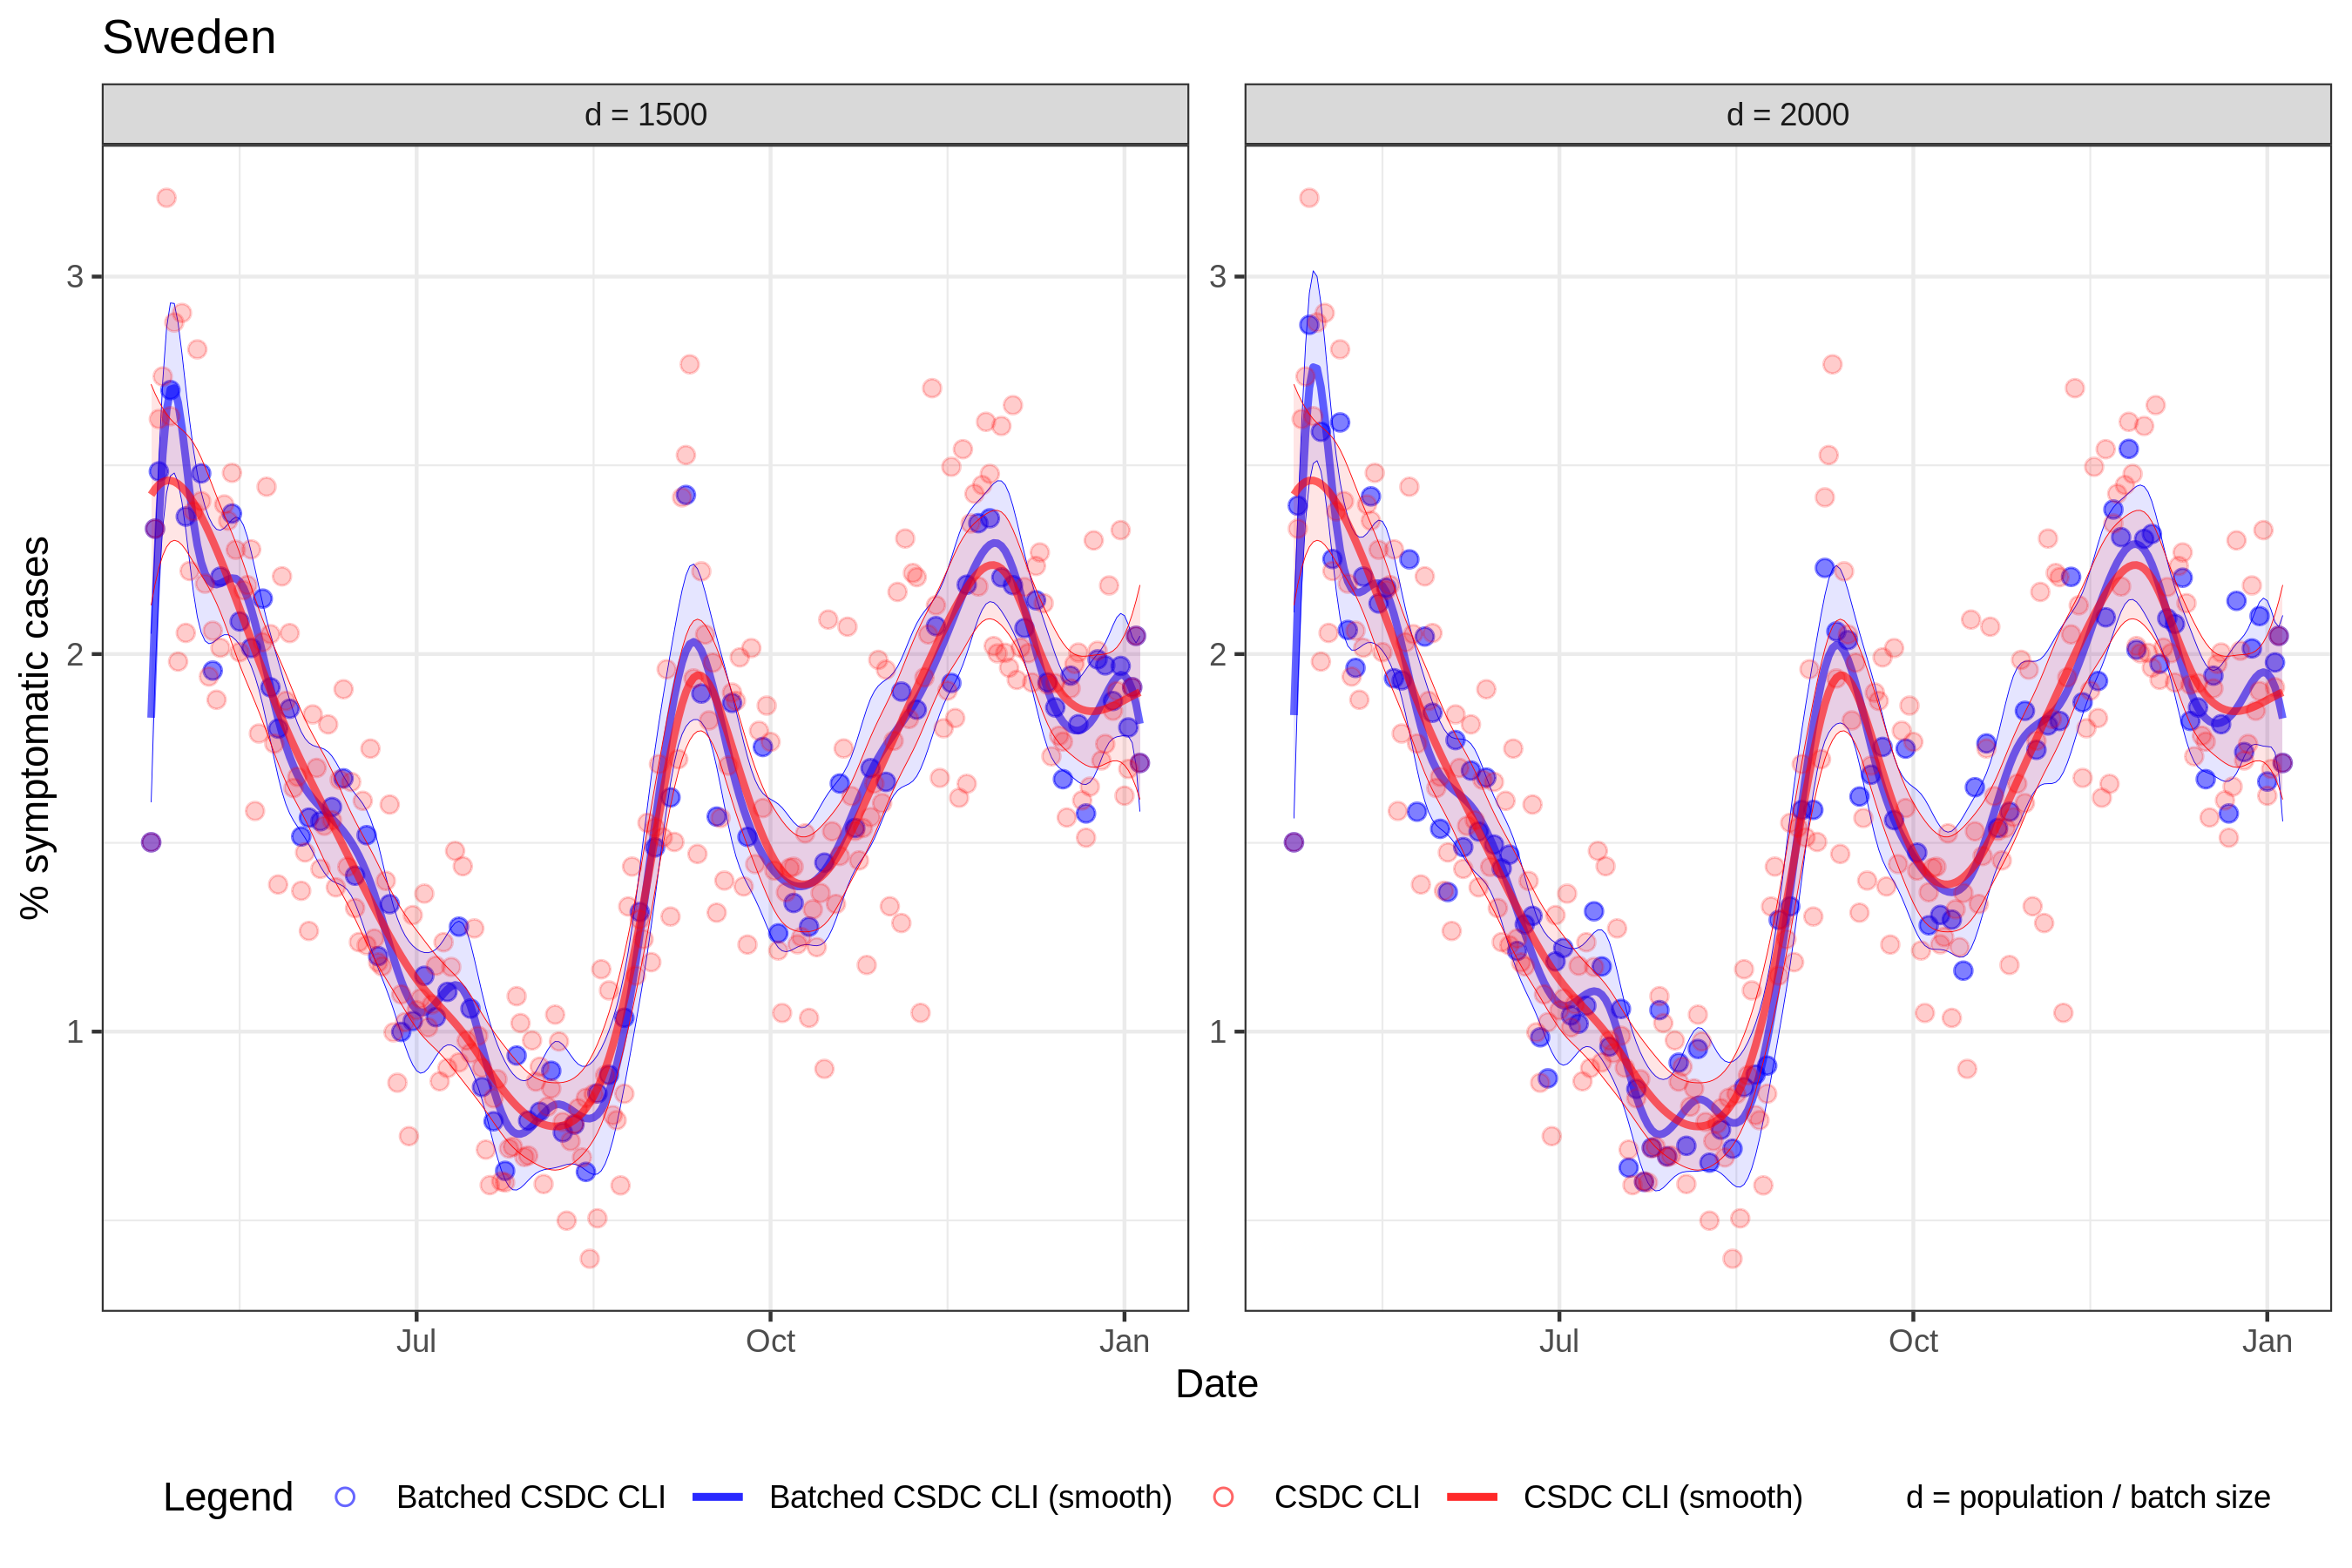 Sweden
d = 1500
d = 2000
% symptomatic cases
3
2
1
3
2
1
Jul
Oct
Jan
Jul
Oct
Jan
Date
Legend
Batched CSDC CLI
Batched CSDC CLI (smooth)
CSDC CLI
CSDC CLI (smooth)
d = population / batch size